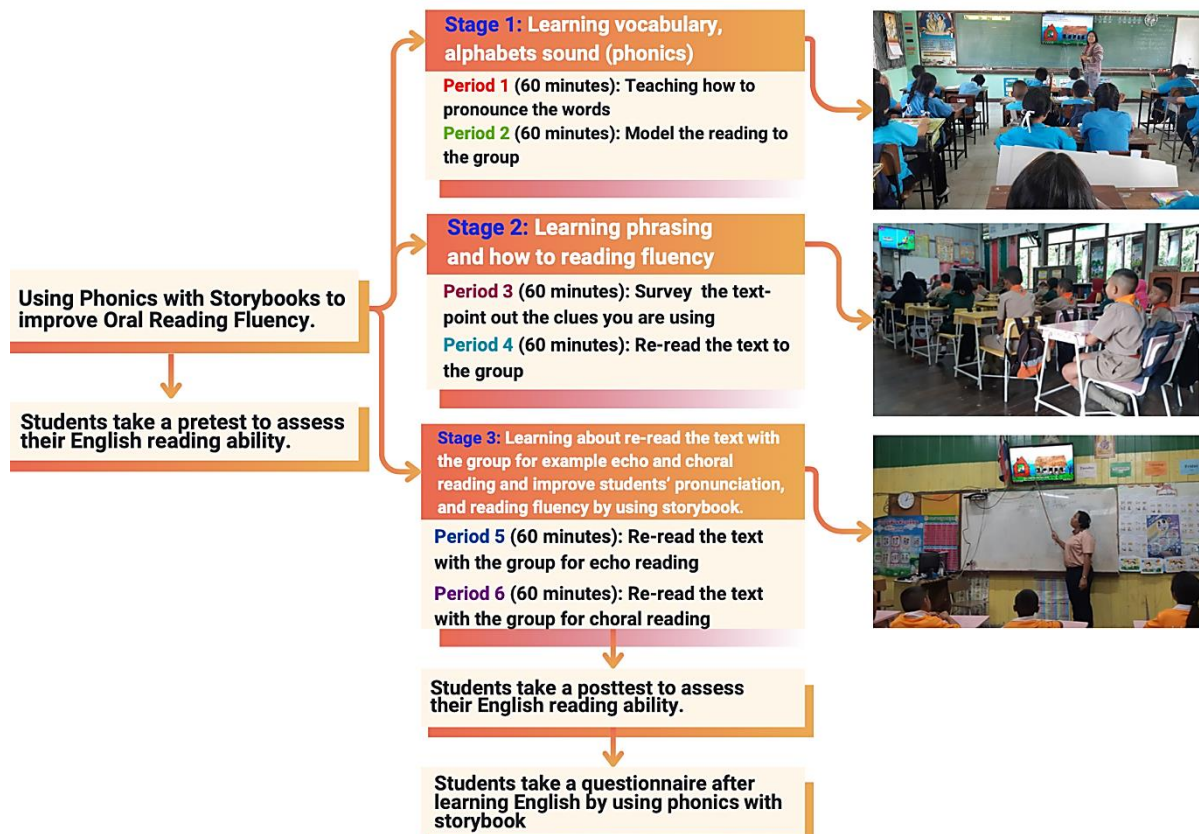 Using Phonics with Storybooks to
improve Oral Reading Fluency.
Students take a pretest to assess
their English reading ability.
Stage 1: Learning vocabulary,
alphabets sound (phonics)
Period 1 (60 minutes): Teaching how to
pronounce the words
Period 2 (60 minutes): Model the reading to
the group
Stage 2: Learning phrasing
and how to reading fluency
Period 3 (60 minutes): Survey the text-
point out the clues you are using
Period 4 (60 minutes): Re-read the text to
the group
Stage 3: Learning about re-read the text with
the group for example echo and choral
reading and improve students’ pronunciation,
and reading fluency by using storybook.
Period 5 (60 minutes): Re-read the text
with the group for echo reading
Period 6 (60 minutes): Re-read the text
with the group for choral reading
Students take a posttest to assess
their English reading ability.
Students take a questionnaire after
learning English by using phonics with
storybook